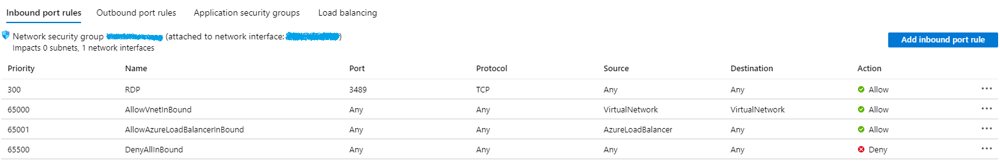 Inbound port rules Outbound port rules Application security groups Load balancing
Network security group (attached to network interface: )
Impacts 0 subnets, 1 network interfaces
Add inbound port rule
Priority Name Port Protocol Source Destination Action
300 RDP 3489 TCP Any Any Allow
65000 AllowVnetInBound Any Any VirtualNetwork VirtualNetwork Allow
65001 AllowAzureLoadBalancerInBound Any Any AzureLoadBalancer Any Allow
65500 DenyAllInBound Any Any Any Any Deny